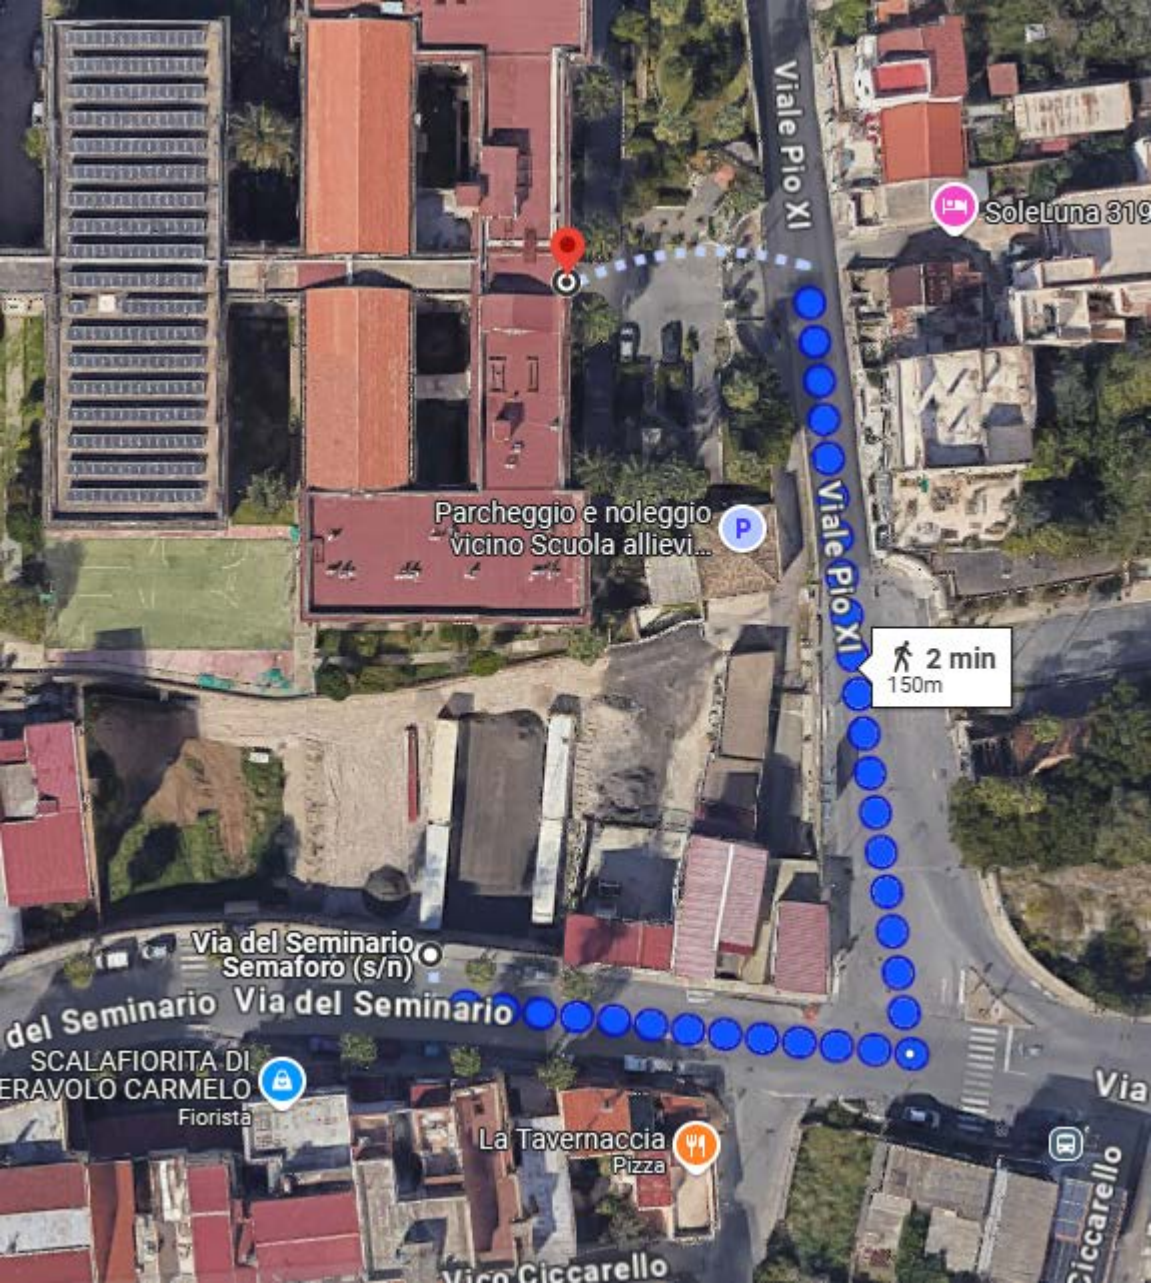 Viale Pio XI
SoleLuna 319
Parcheggio e noleggio
vicino Scuola allievi...
P
Viale Pio XI
2 min
150m
Via del Seminario
Semaforo (s/n)
del Seminario
Via del Seminario
SCALAFIORITA DI
ERAVOLO CARMELO
Fiorista
La Tavernaccia
Pizza
Via
Ciccarello
Vico Ciccarello